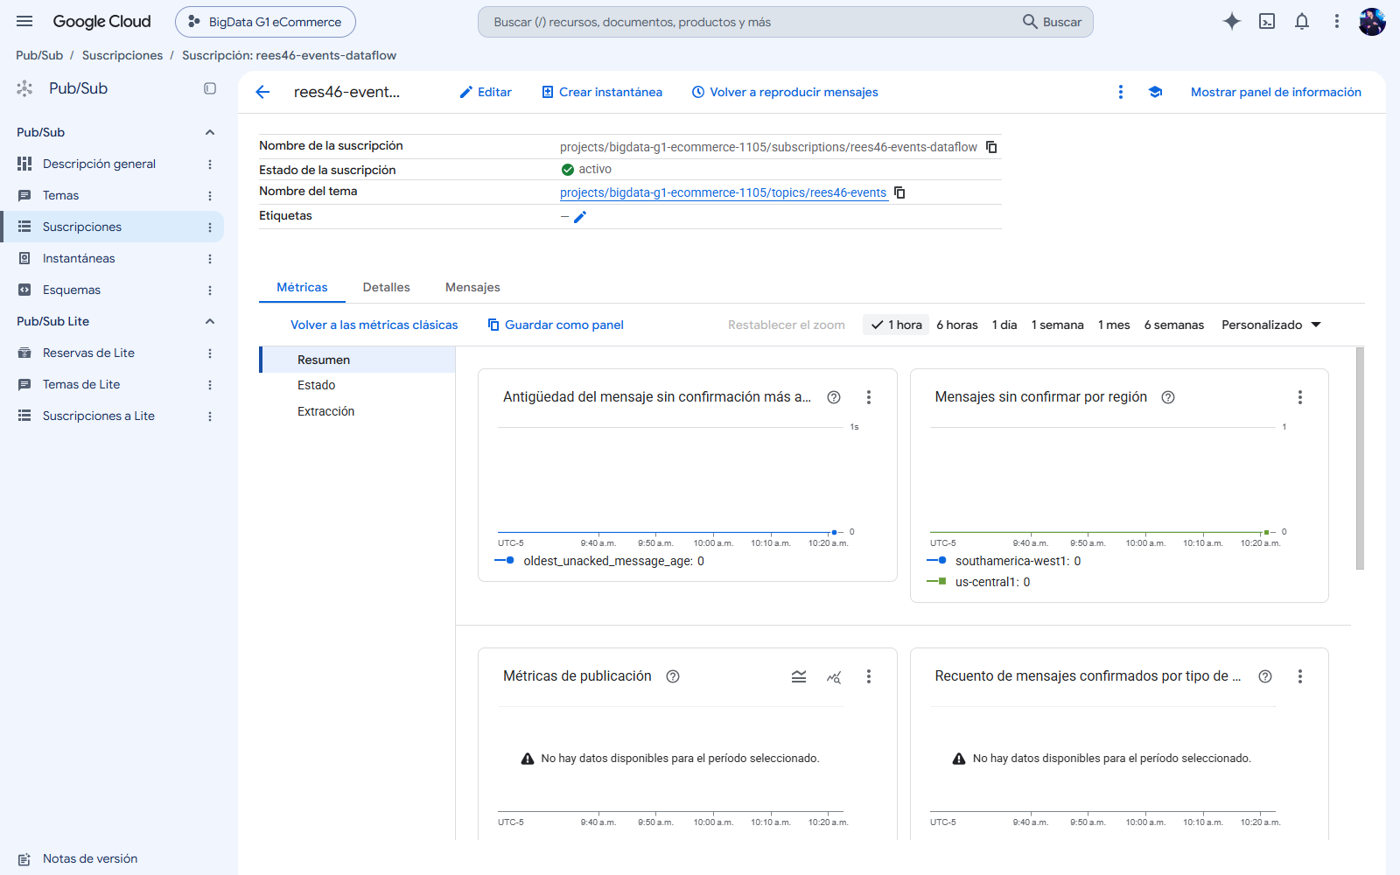 Google Cloud
BigData G1 eCommerce
Buscar (/) recursos, documentos, productos y más
Buscar
Pub/Sub / Suscripciones / Suscripción: rees46-events-dataflow
Pub/Sub
Pub/Sub
Descripción general
Temas
Suscripciones
Instantáneas
Esquemas
Pub/Sub Lite
Reservas de Lite
Temas de Lite
Suscripciones a Lite
Notas de versión
rees46-event...
Editar
Crear instantánea
Volver a reproducir mensajes
Mostrar panel de información
Nombre de la suscripción
projects/bigdata-g1-ecommerce-1105/subscriptions/rees46-events-dataflow
Estado de la suscripción
activo
Nombre del tema
projects/bigdata-g1-ecommerce-1105/topics/rees46-events
Etiquetas
—
Métricas
Detalles
Mensajes
Volver a las métricas clásicas
Guardar como panel
Restablecer el zoom
1 hora
6 horas
1 día
1 semana
1 mes
6 semanas
Personalizado
Resumen
Estado
Extracción
Antigüedad del mensaje sin confirmación más a...
1s
0
UTC-5 9:40 a.m. 9:50 a.m. 10:00 a.m. 10:10 a.m. 10:20 a.m.
oldest_unacked_message_age: 0
Mensajes sin confirmar por región
1
0
UTC-5 9:40 a.m. 9:50 a.m. 10:00 a.m. 10:10 a.m. 10:20 a.m.
southamerica-west1: 0
us-central1: 0
Métricas de publicación
No hay datos disponibles para el período seleccionado.
UTC-5 9:40 a.m. 9:50 a.m. 10:00 a.m. 10:10 a.m. 10:20 a.m.
Recuento de mensajes confirmados por tipo de ...
No hay datos disponibles para el período seleccionado.
UTC-5 9:40 a.m. 9:50 a.m. 10:00 a.m. 10:10 a.m. 10:20 a.m.